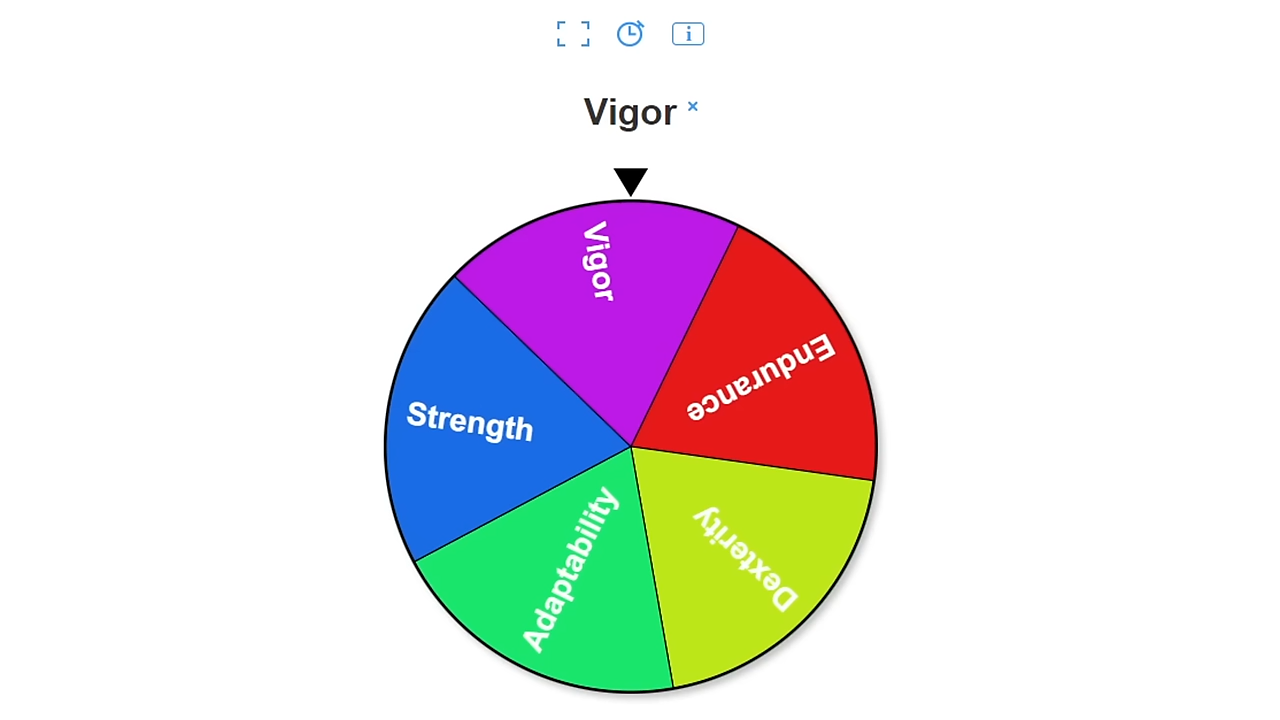 i
Vigor ×
Vigor
Endurance
Strength
Dexterity
Adaptability